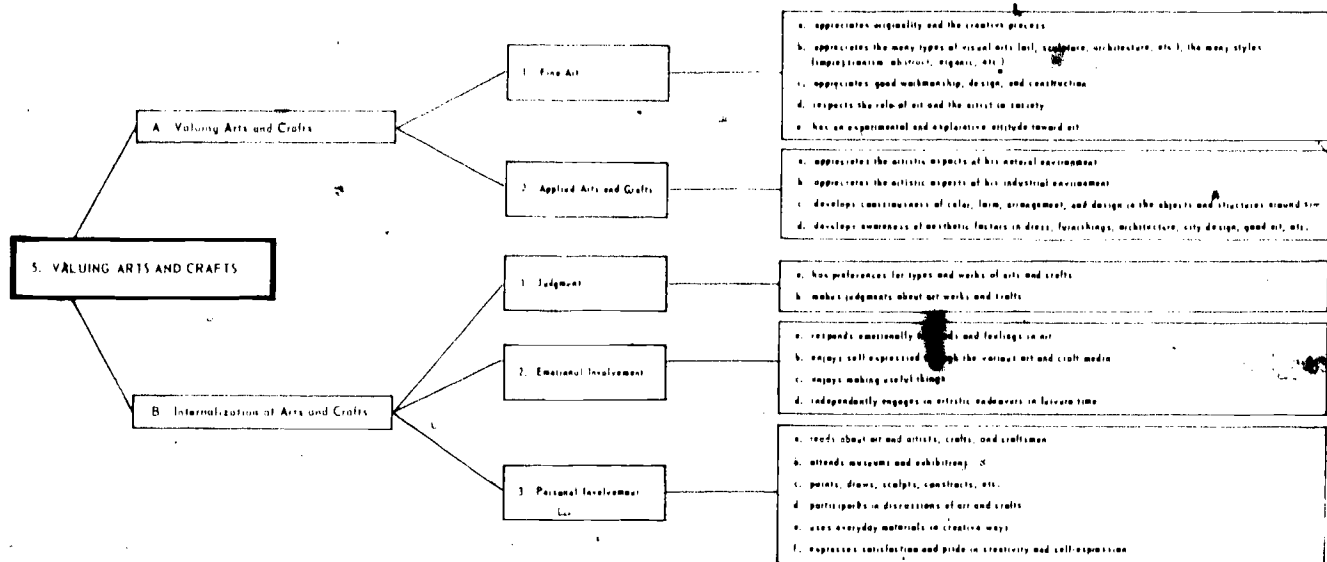 5. VALUING ARTS AND CRAFTS
A. Valuing Arts and Crafts
1. Fine Art
a. appreciates originality and the creative process
b. appreciates the many types of visual arts (oil, sculpture, architecture, etc.), the many styles
(impressionism, abstract, organic, etc.)
c. appreciates good workmanship, design, and construction
d. respects the role of art and the artist in society
e. has an experimental and explorative attitude toward art
2. Applied Arts and Crafts
a. appreciates the artistic aspects of his natural environment
b. appreciates the artistic aspects of his industrial environment
c. develops consciousness of color, form, arrangement, and design in the objects and structures around him
d. develops awareness of aesthetic factors in dress, furnishings, architecture, city design, good art, etc.
B. Internalization of Arts and Crafts
1. Judgment
a. has preferences for types and works of arts and crafts
b. makes judgments about art works and crafts
2. Emotional Involvement
a. responds emotionally and feelings in art
b. enjoys self expressed through the various art and craft media
c. enjoys making useful things
d. independently engages in artistic endeavors in leisure time
3. Personal Involvement
a. reads about art and artists, crafts, and craftsmen
b. attends museums and exhibitions
c. paints, draws, sculpts, constructs, etc.
d. participates in discussions of art and crafts
e. uses everyday materials in creative ways
f. expresses satisfaction and pride in creativity and self-expression